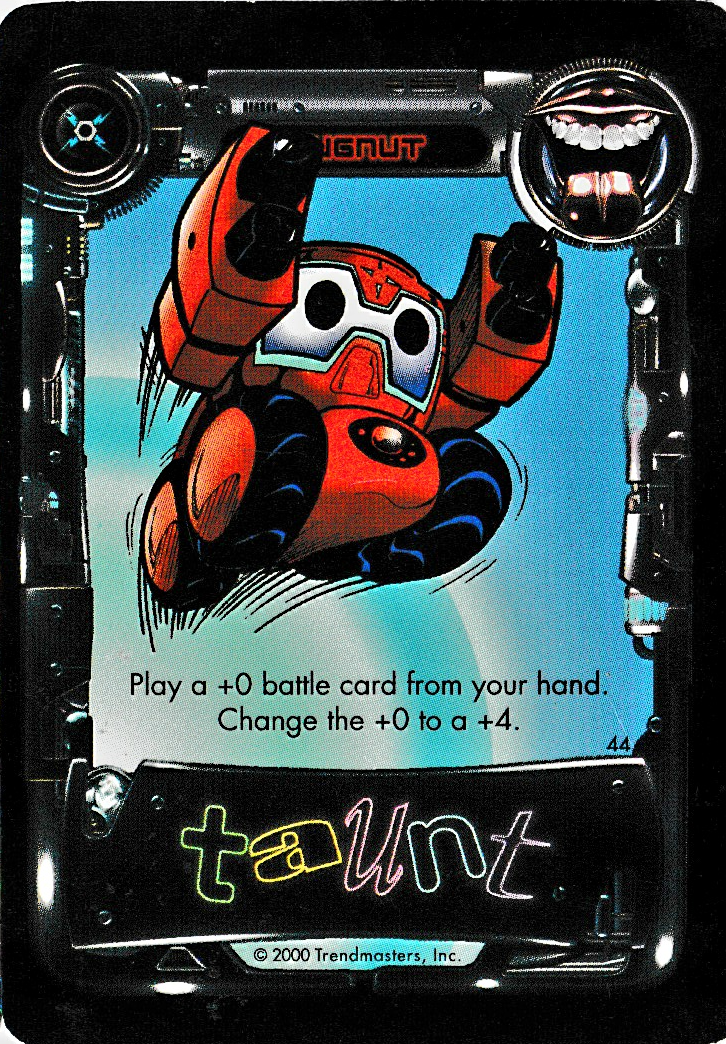 Play a +0 battle card from your hand.
Change the +0 to a +4.
44
taunt
© 2000 Trendmasters, Inc.